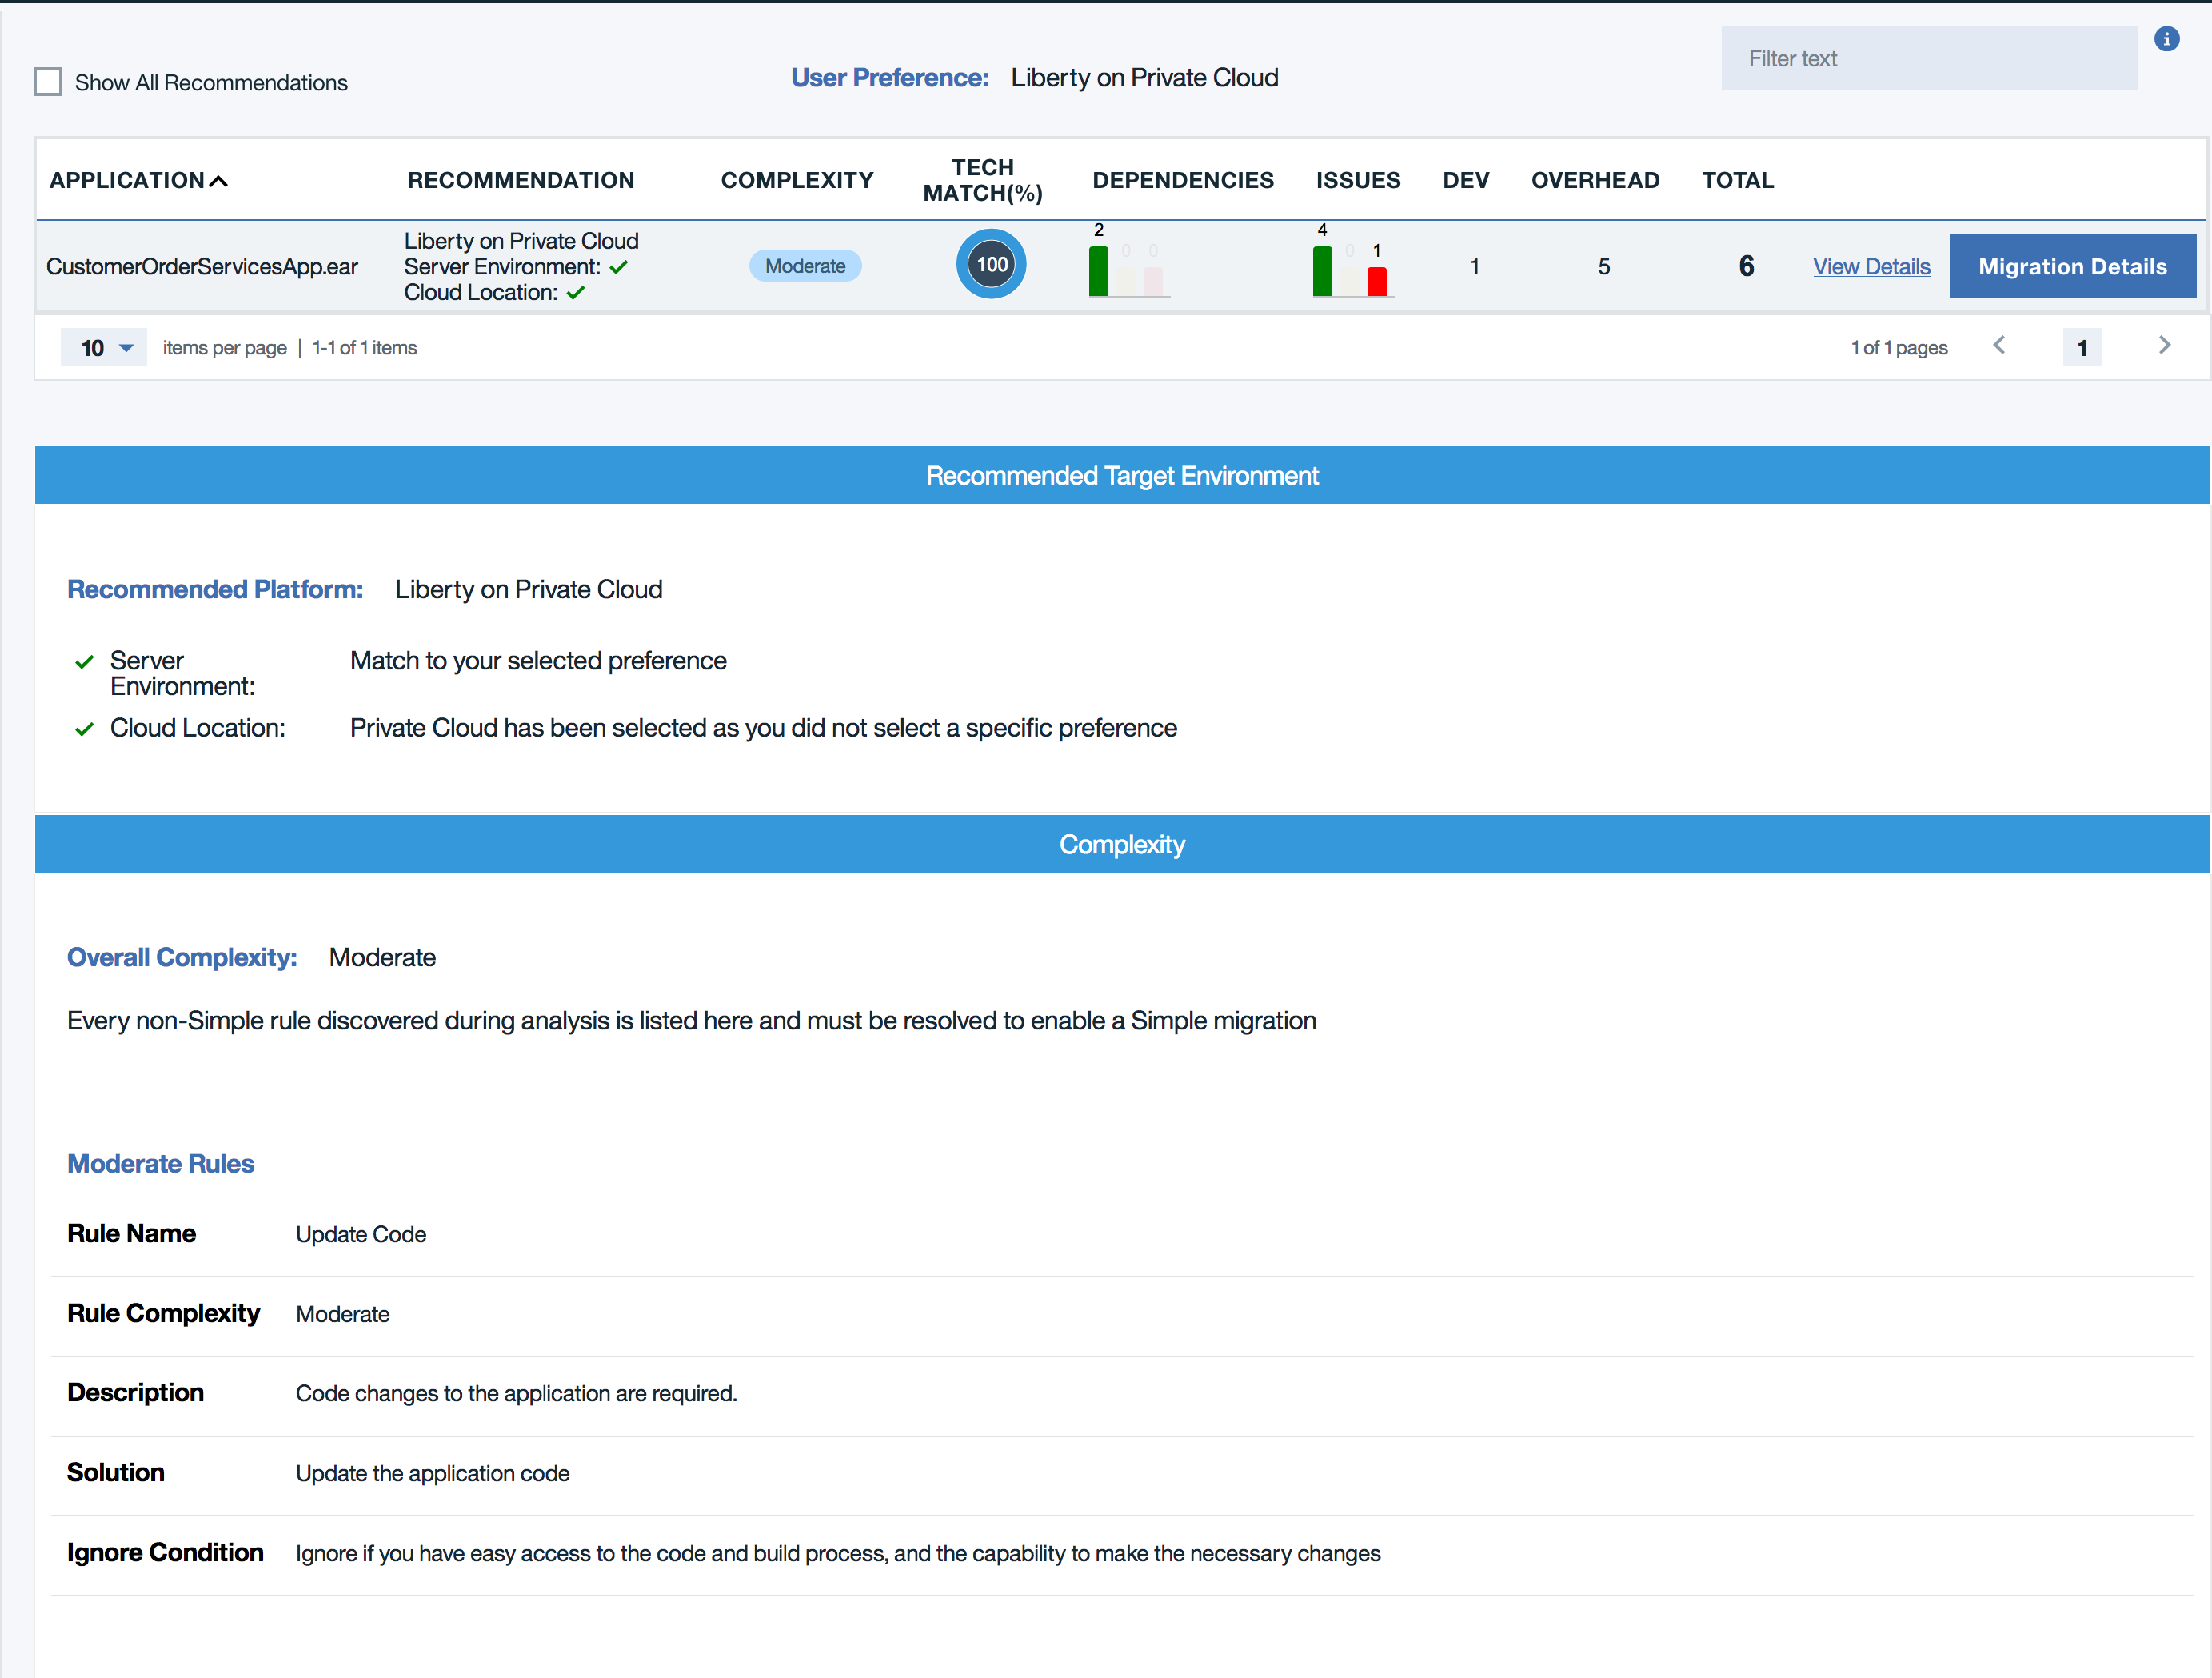 Show All Recommendations
User Preference: Liberty on Private Cloud
Filter text
APPLICATION RECOMMENDATION COMPLEXITY TECH MATCH(%) DEPENDENCIES ISSUES DEV OVERHEAD TOTAL
CustomerOrderServicesApp.ear
Liberty on Private Cloud
Server Environment:
Cloud Location:
Moderate
100
2 0 0
4 0 1
1
5
6
View Details
Migration Details
10 items per page | 1-1 of 1 items
1 of 1 pages 1
Recommended Target Environment
Recommended Platform: Liberty on Private Cloud
Server Environment: Match to your selected preference
Cloud Location: Private Cloud has been selected as you did not select a specific preference
Complexity
Overall Complexity: Moderate
Every non-Simple rule discovered during analysis is listed here and must be resolved to enable a Simple migration
Moderate Rules
Rule Name Update Code
Rule Complexity Moderate
Description Code changes to the application are required.
Solution Update the application code
Ignore Condition Ignore if you have easy access to the code and build process, and the capability to make the necessary changes